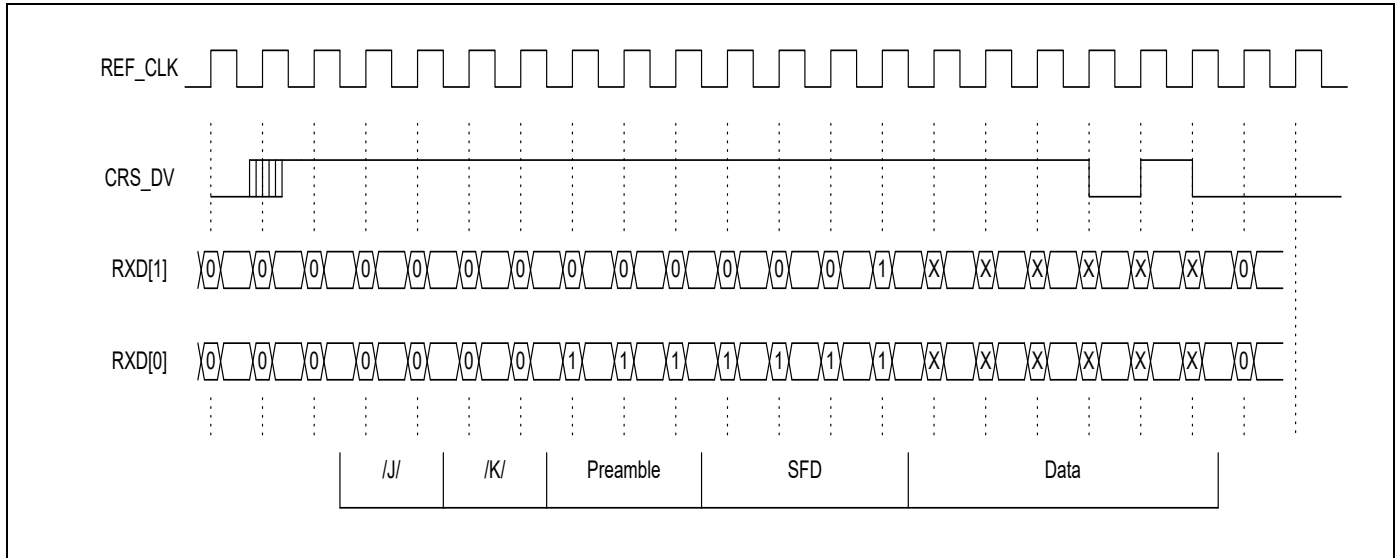 REF_CLK
CRS_DV
RXD[1] 0 0 0 0 0 0 0 0 0 0 0 0 0 1 X X X X X X 0
RXD[0] 0 0 0 0 0 0 0 1 1 1 1 1 1 1 X X X X X X 0
/J/ /K/ Preamble SFD Data